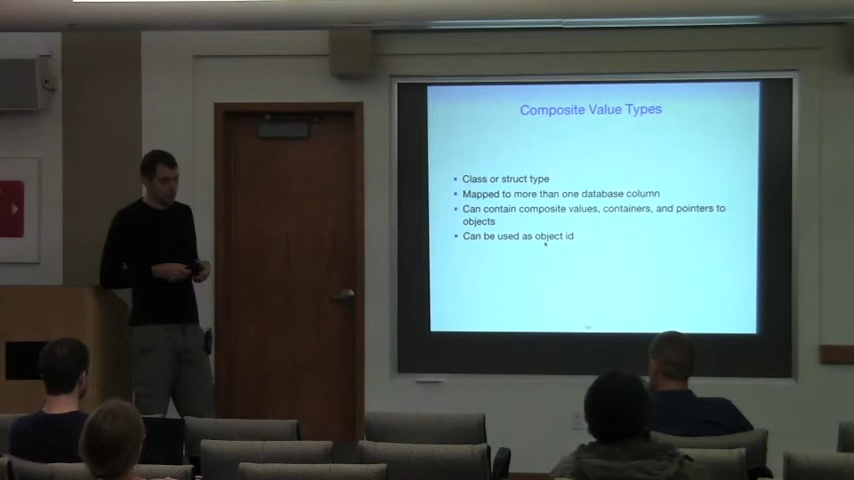 Composite Value Types
• Class or struct type
• Mapped to more than one database column
• Can contain composite values, containers, and pointers to
objects
• Can be used as object id